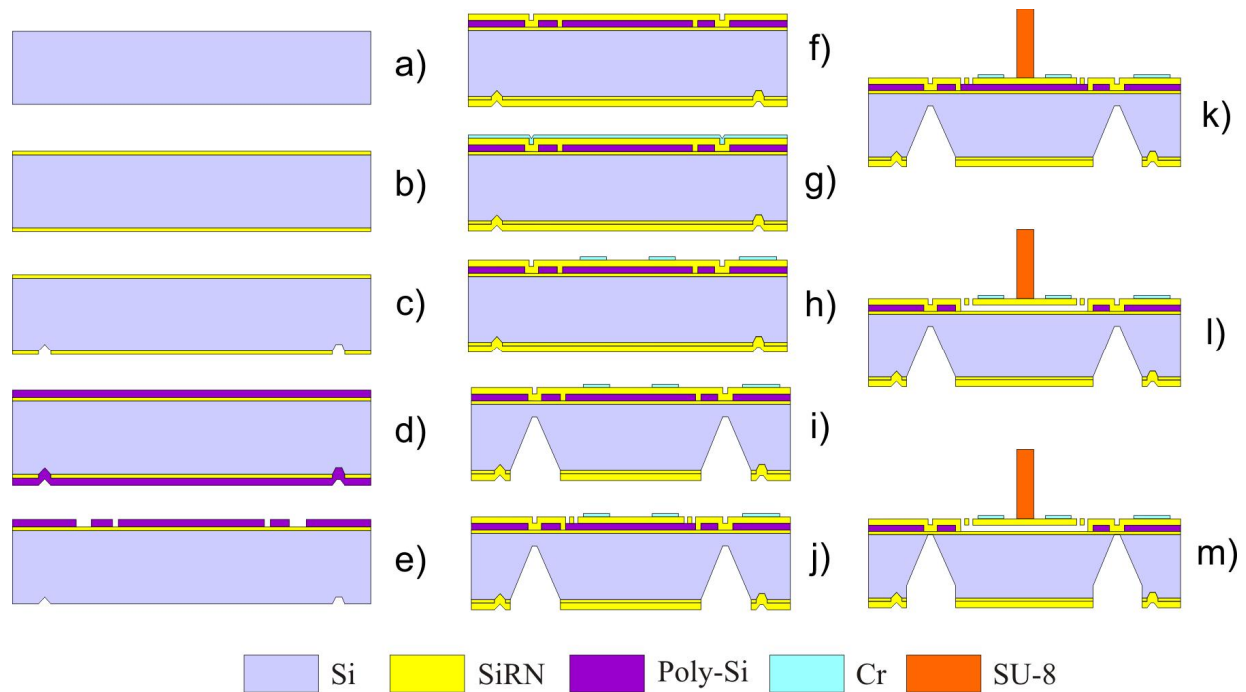 a)
b)
c)
d)
e)
f)
g)
h)
i)
j)
k)
l)
m)
Si
SiRN
Poly-Si
Cr
SU-8